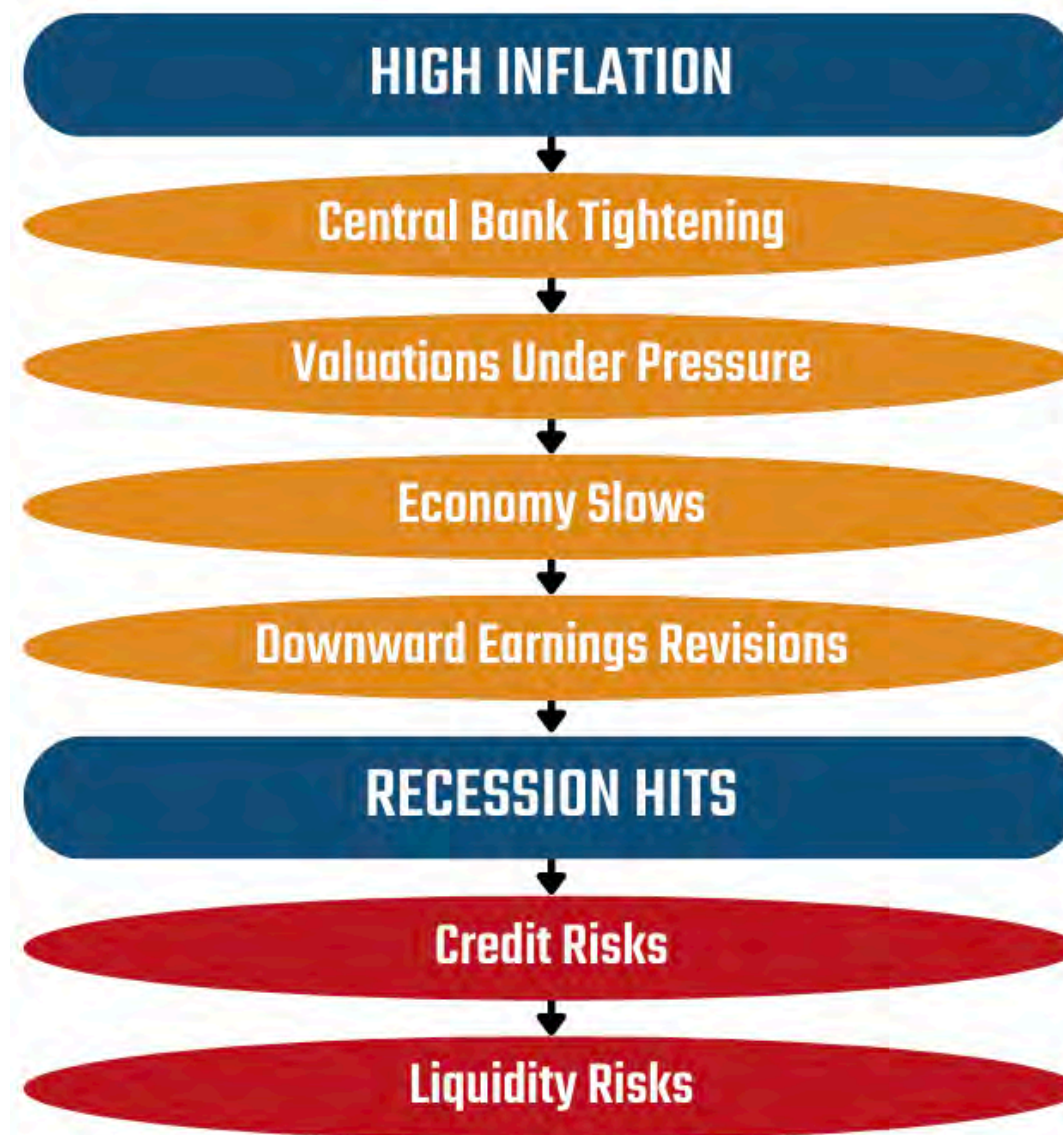 HIGH INFLATION
Central Bank Tightening
Valuations Under Pressure
Economy Slows
Downward Earnings Revisions
RECESSION HITS
Credit Risks
Liquidity Risks